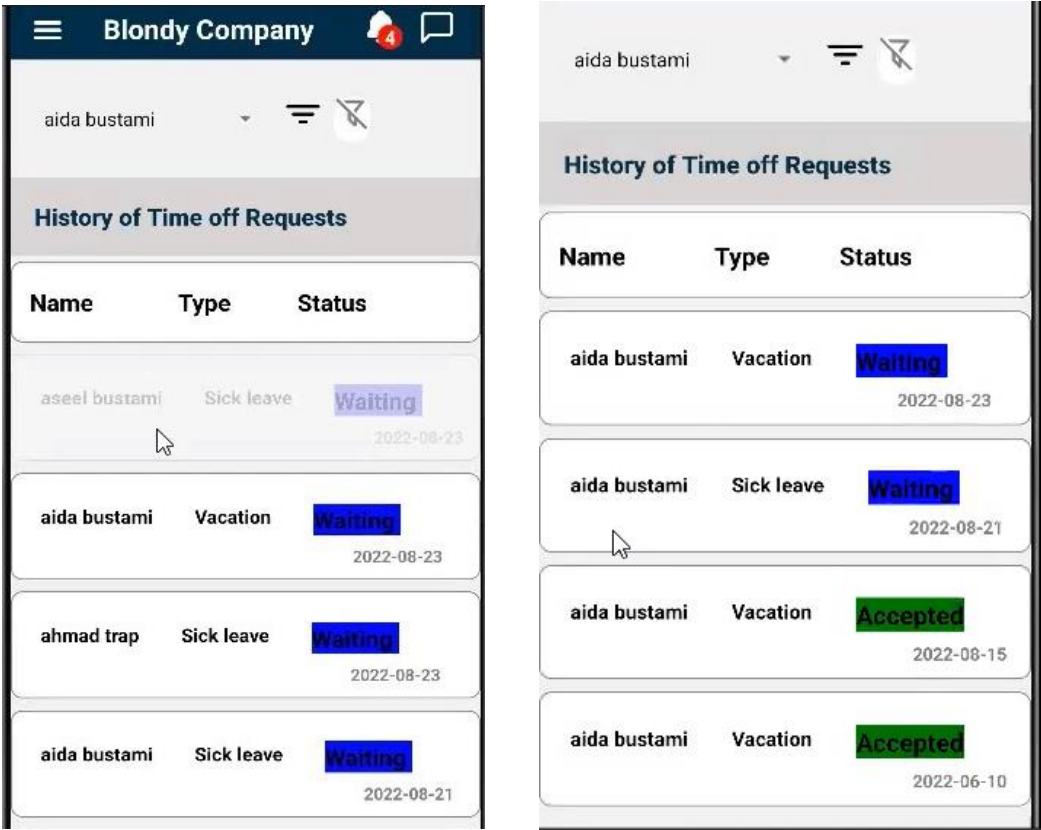 Blondy Company
4
aida bustami
History of Time off Requests
Name Type Status
aseel bustami Sick leave Waiting
2022-08-23
aida bustami Vacation Waiting
2022-08-23
ahmad trap Sick leave Waiting
2022-08-23
aida bustami Sick leave Waiting
2022-08-21
aida bustami
History of Time off Requests
Name Type Status
aida bustami Vacation Waiting
2022-08-23
aida bustami Sick leave Waiting
2022-08-21
aida bustami Vacation Accepted
2022-08-15
aida bustami Vacation Accepted
2022-06-10